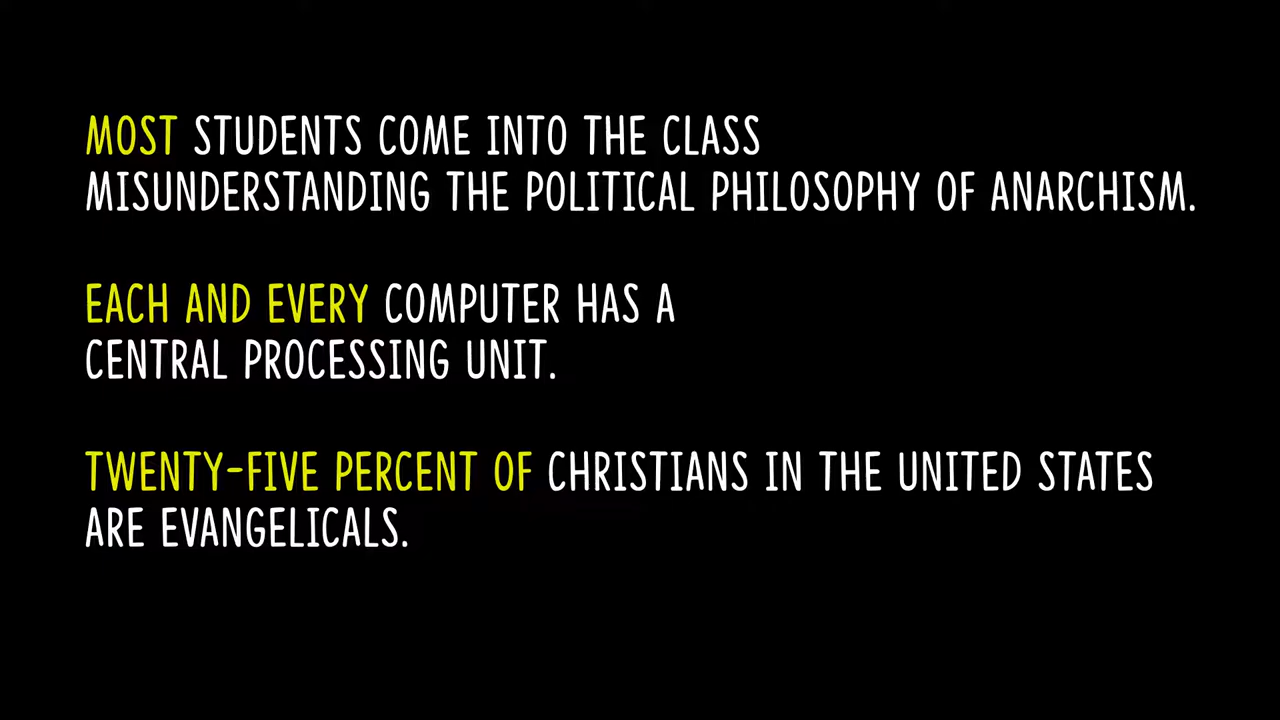 MOST STUDENTS COME INTO THE CLASS
MISUNDERSTANDING THE POLITICAL PHILOSOPHY OF ANARCHISM.
EACH AND EVERY COMPUTER HAS A
CENTRAL PROCESSING UNIT.
TWENTY-FIVE PERCENT OF CHRISTIANS IN THE UNITED STATES
ARE EVANGELICALS.